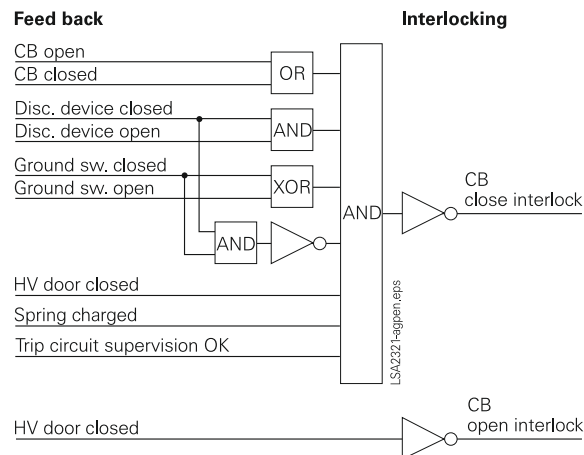 Feed back
Interlocking
CB open
CB closed
OR
Disc. device closed
Disc. device open
AND
Ground sw. closed
Ground sw. open
XOR
AND
AND
CB
close interlock
HV door closed
Spring charged
Trip circuit supervision OK
LSA2321-agpen.eps
HV door closed
CB
open interlock